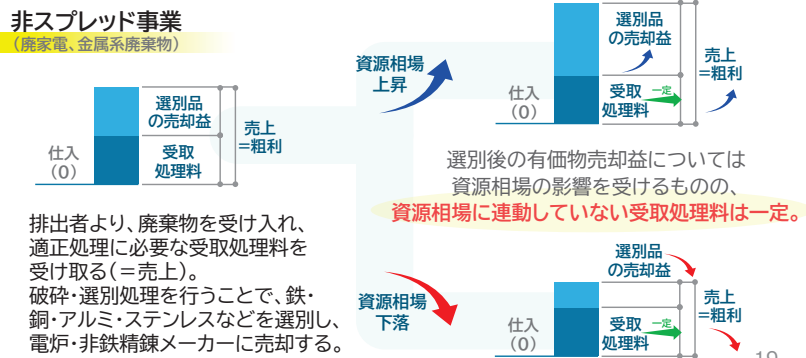 非スプレッド事業
（廃家電、金属系廃棄物）
選別品
の売却益
受取
処理料
仕入
（0）
売上
＝粗利
排出者より、廃棄物を受け入れ、
適正処理に必要な受取処理料を
受け取る（＝売上）。
破砕・選別処理を行うことで、鉄・
銅・アルミ・ステンレスなどを選別し、
電炉・非鉄精錬メーカーに売却する。
資源相場
上昇
選別品
の売却益
受取
処理料
一定
仕入
（0）
売上
＝粗利
選別後の有価物売却益については
資源相場の影響を受けるものの、
資源相場に連動していない受取処理料は一定。
資源相場
下落
選別品
の売却益
受取
処理料
一定
仕入
（0）
売上
＝粗利